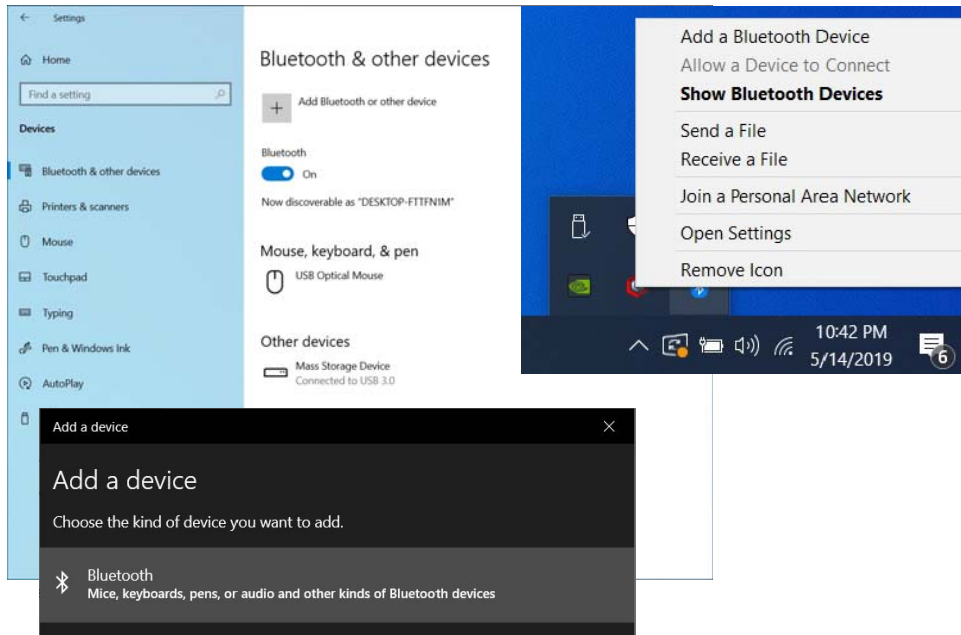 Settings
Home
Find a setting
Devices
Bluetooth & other devices
Printers & scanners
Mouse
Touchpad
Typing
Pen & Windows Ink
AutoPlay
Bluetooth & other devices
Add Bluetooth or other device
Bluetooth
On
Now discoverable as "DESKTOP-FTTFN1M"
Mouse, keyboard, & pen
USB Optical Mouse
Other devices
Mass Storage Device
Connected to USB 3.0
Add a Bluetooth Device
Allow a Device to Connect
Show Bluetooth Devices
Send a File
Receive a File
Join a Personal Area Network
Open Settings
Remove Icon
10:42 PM
5/14/2019
6
Add a device
Add a device
Choose the kind of device you want to add.
Bluetooth
Mice, keyboards, pens, or audio and other kinds of Bluetooth devices